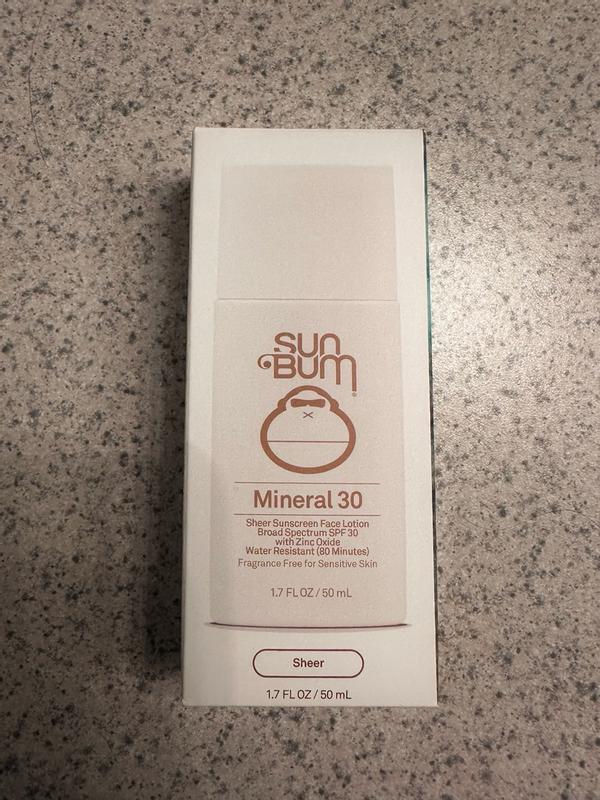 SUN
BUM®
Mineral 30
Sheer Sunscreen Face Lotion
Broad Spectrum SPF 30
with Zinc Oxide
Water Resistant (80 Minutes)
Fragrance Free for Sensitive Skin
1.7 FL OZ / 50 mL
Sheer
1.7 FL OZ / 50 mL